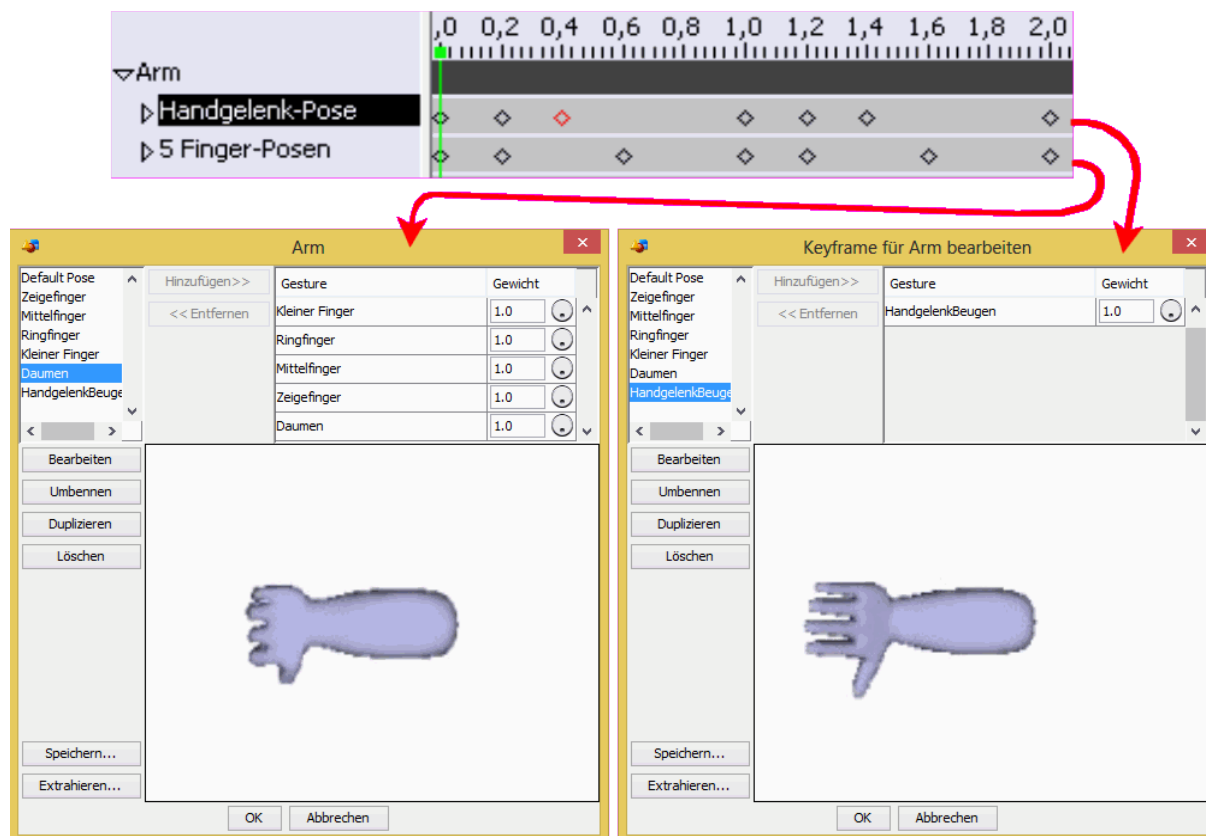 ,0 0,2 0,4 0,6 0,8 1,0 1,2 1,4 1,6 1,8 2,0
Arm
Handgelenk-Pose
5 Finger-Posen
Arm
Default Pose
Zeigefinger
Mittelfinger
Ringfinger
Kleiner Finger
Daumen
HandgelenkBeuge
Hinzufügen>>
<< Entfernen
Gesture Gewicht
Kleiner Finger 1.0
Ringfinger 1.0
Mittelfinger 1.0
Zeigefinger 1.0
Daumen 1.0
Bearbeiten
Umbennen
Duplizieren
Löschen
Speichern...
Extrahieren...
OK Abbrechen
Keyframe für Arm bearbeiten
Default Pose
Zeigefinger
Mittelfinger
Ringfinger
Kleiner Finger
Daumen
HandgelenkBeuge
Hinzufügen>>
<< Entfernen
Gesture Gewicht
HandgelenkBeugen 1.0
Bearbeiten
Umbennen
Duplizieren
Löschen
Speichern...
Extrahieren...
OK Abbrechen